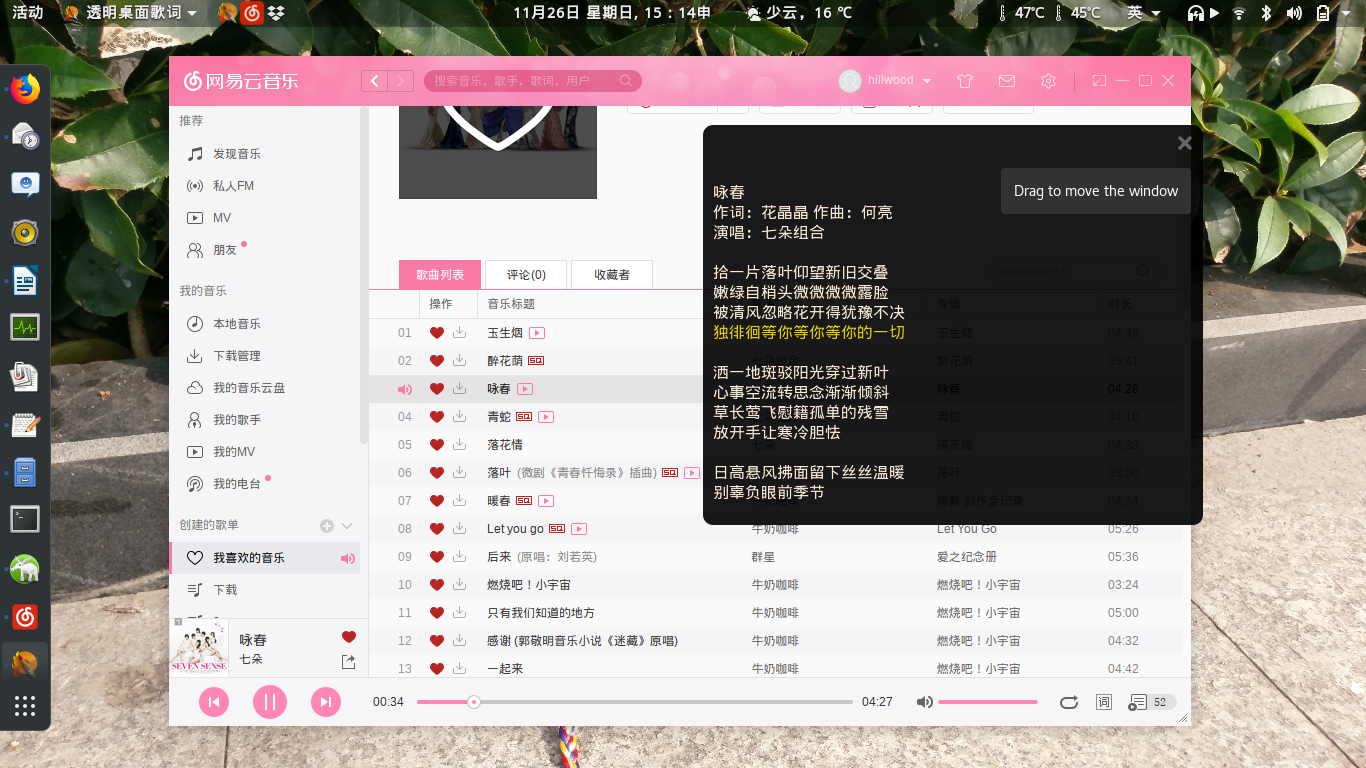 活动 透明桌面歌词 11月26日 星期日, 15：14申 少云，16 ℃ 47℃ 45℃ 英
网易云音乐 搜索音乐，歌手，歌词，用户 hillwood
推荐
发现音乐
私人FM
MV
朋友
我的音乐
本地音乐
下载管理
我的音乐云盘
我的歌手
我的MV
我的电台
创建的歌单
我喜欢的音乐
下载
SEVEN SENSE
咏春
七朵
歌曲列表 评论(0) 收藏者
操作 音乐标题 专辑 时长
01 玉生烟 玉生烟 04:49
02 醉花荫 SQ 七朵组合 醉花荫 03:41
咏春 咏春 04:28
04 青蛇 SQ 青蛇 04:10
05 落花情 七朵 落花情 04:33
06 落叶 (微剧《青春忏悔录》插曲) SQ 落叶 03:50
07 暖春 SQ 牛奶咖啡 暖春 创作全记录 04:34
08 Let you go SQ 牛奶咖啡 Let You Go 05:26
09 后来 (原唱：刘若英) 群星 爱之纪念册 05:36
10 燃烧吧！小宇宙 牛奶咖啡 燃烧吧！小宇宙 03:24
11 只有我们知道的地方 牛奶咖啡 燃烧吧！小宇宙 05:00
12 感谢 (郭敬明音乐小说《迷藏》原唱) 牛奶咖啡 燃烧吧！小宇宙 04:32
13 一起来 牛奶咖啡 燃烧吧！小宇宙 04:42
Drag to move the window
咏春
作词：花晶晶 作曲：何亮
演唱：七朵组合
拾一片落叶仰望新旧交叠
嫩绿自梢头微微微微露脸
被清风忽略花开得犹豫不决
独徘徊等你等你等你的一切
洒一地斑驳阳光穿过新叶
心事空流转思念渐渐倾斜
草长莺飞慰籍孤单的残雪
放开手让寒冷胆怯
日高悬风拂面留下丝丝温暖
别辜负眼前季节
00:34 04:27 词 52